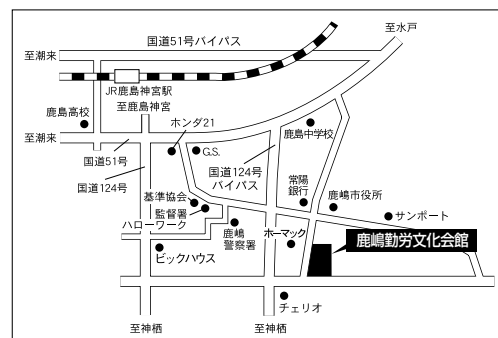 至水戸
国道51号バイパス
至潮来
JR鹿島神宮駅
至鹿島神宮
鹿島高校
ホンダ21
鹿島中学校
至潮来
G.S.
国道51号
国道124号
バイパス
国道124号
常陽
銀行
基準協会
監督署
鹿嶋市役所
サンポート
ハローワーク
鹿嶋
警察署
ホーマック
鹿嶋勤労文化会館
ビックハウス
チェリオ
至神栖
至神栖